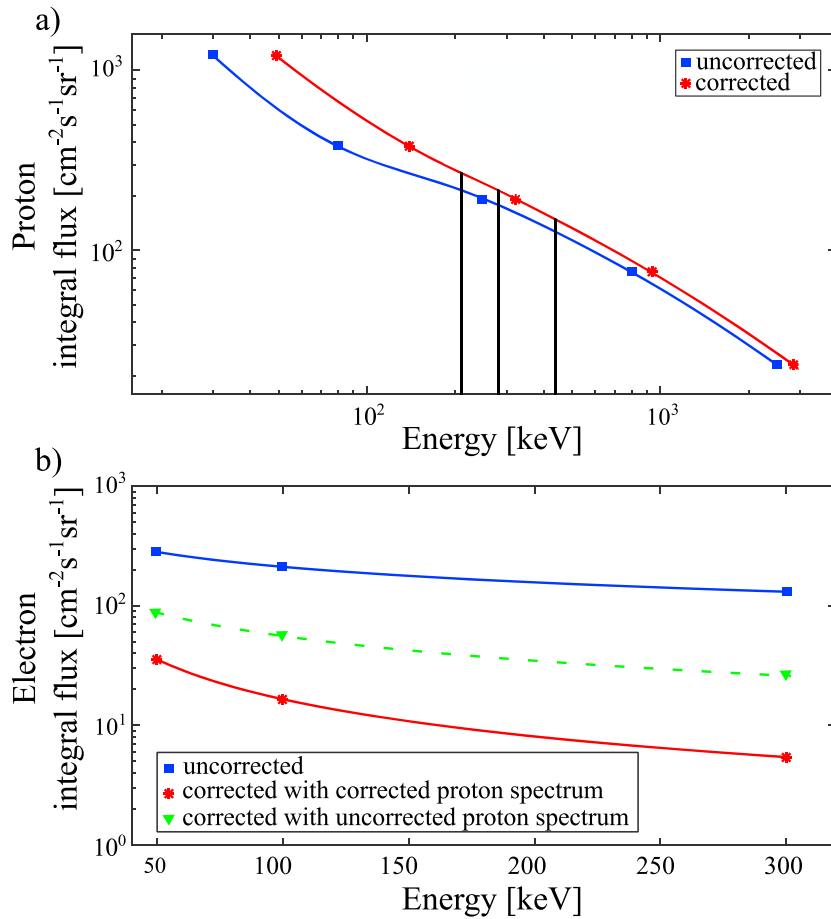 a)
Proton
integral flux [cm⁻²s⁻¹sr⁻¹]
10³
10²
uncorrected
corrected
10²
10³
Energy [keV]
b)
Electron
integral flux [cm⁻²s⁻¹sr⁻¹]
10³
10²
10¹
10⁰
uncorrected
corrected with corrected proton spectrum
corrected with uncorrected proton spectrum
50 100 150 200 250 300
Energy [keV]